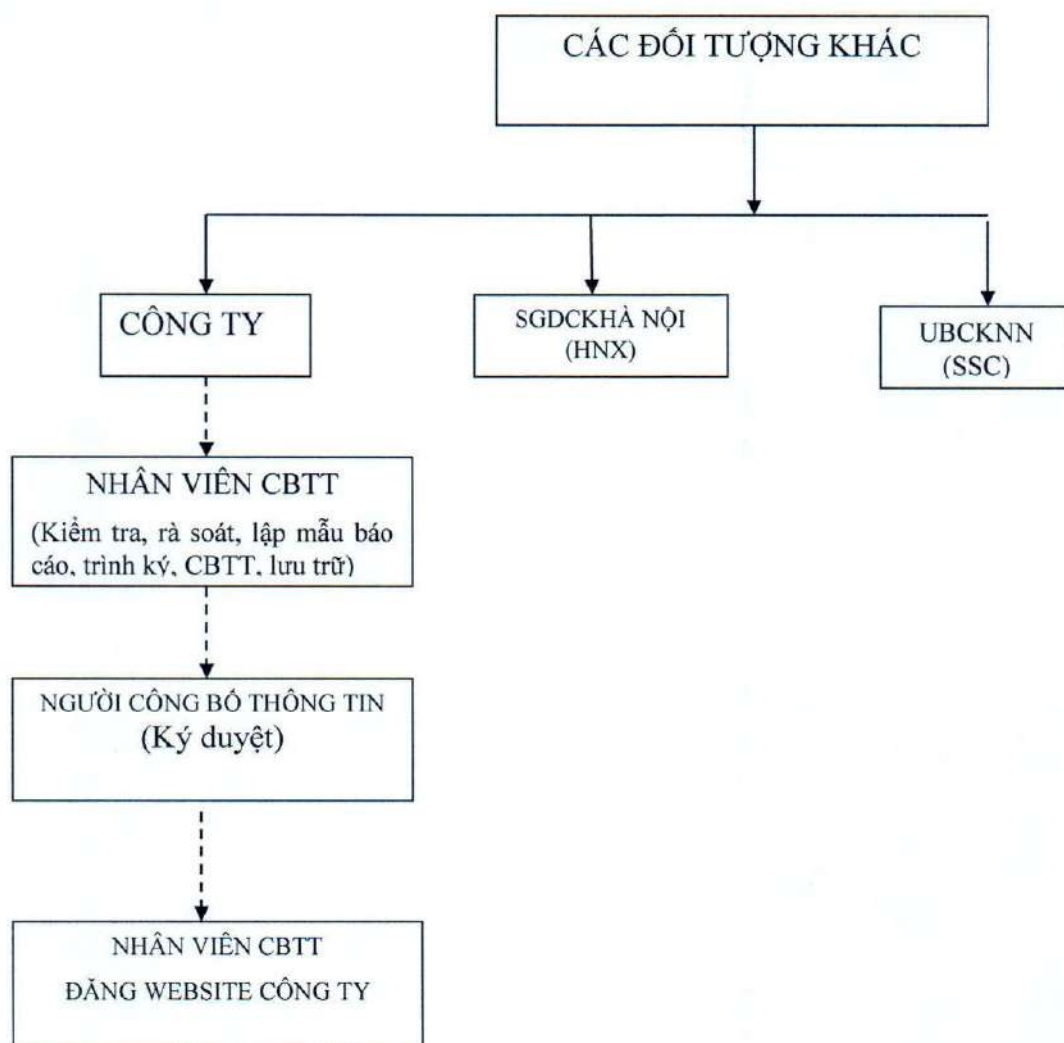 CÁC ĐỐI TƯỢNG KHÁC
CÔNG TY
SGDCKHÀ NỘI
(HNX)
UBCKNN
(SSC)
NHÂN VIÊN CBTT
(Kiểm tra, rà soát, lập mẫu báo
cáo, trình ký, CBTT, lưu trữ)
NGƯỜI CÔNG BỐ THÔNG TIN
(Ký duyệt)
NHÂN VIÊN CBTT
ĐĂNG WEBSITE CÔNG TY